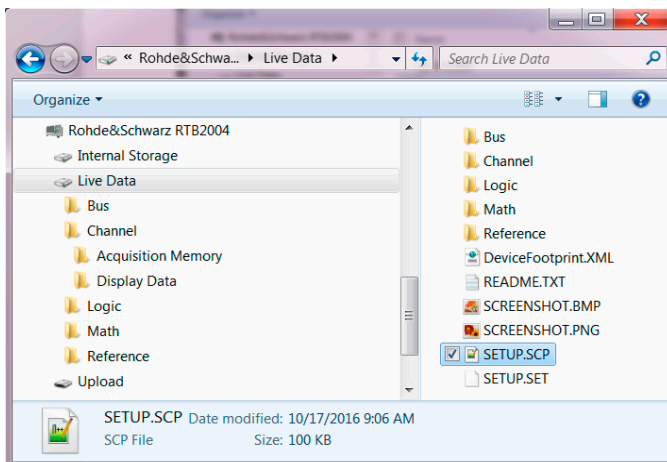 « Rohde&Schwa... ▸ Live Data ▸
Search Live Data
Organize ▾
Rohde&Schwarz RTB2004
Internal Storage
Live Data
Bus
Channel
Acquisition Memory
Display Data
Logic
Math
Reference
Upload
Bus
Channel
Logic
Math
Reference
DeviceFootprint.XML
README.TXT
SCREENSHOT.BMP
SCREENSHOT.PNG
SETUP.SCP
SETUP.SET
SETUP.SCP Date modified: 10/17/2016 9:06 AM
SCP File Size: 100 KB